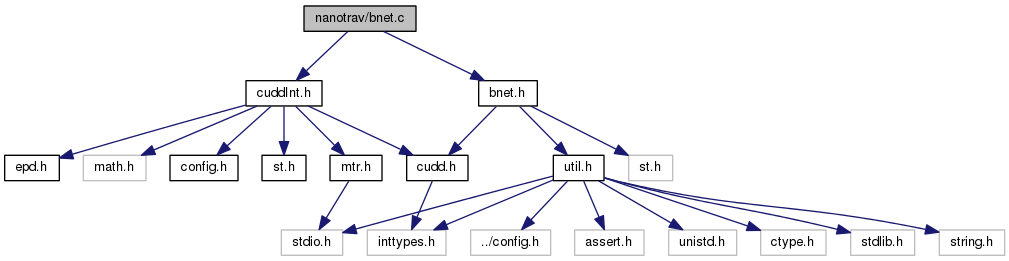 nanotrav/bnet.c
cuddInt.h
bnet.h
epd.h
math.h
config.h
st.h
mtr.h
cudd.h
util.h
st.h
stdio.h
inttypes.h
../config.h
assert.h
unistd.h
ctype.h
stdlib.h
string.h